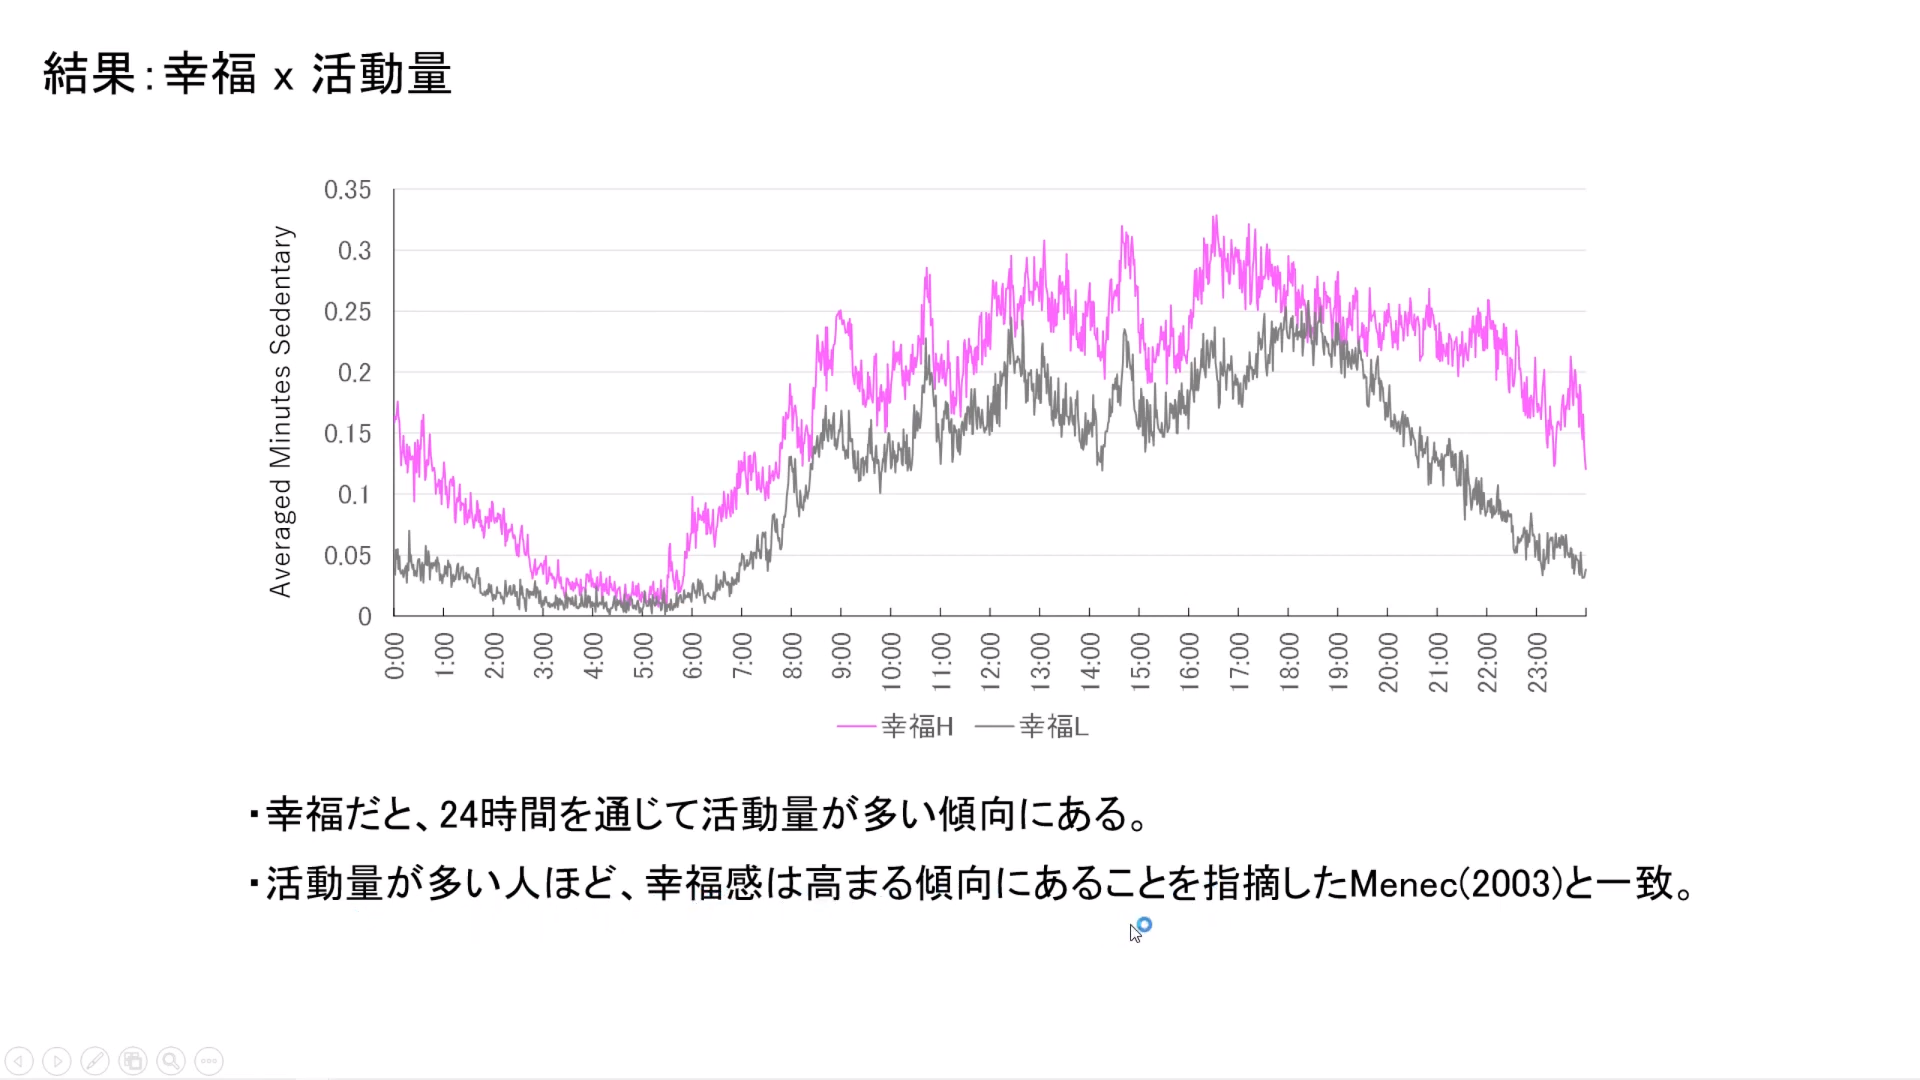 結果：幸福 x 活動量
Averaged Minutes Sedentary
0.35
0.3
0.25
0.2
0.15
0.1
0.05
0
0:00 1:00 2:00 3:00 4:00 5:00 6:00 7:00 8:00 9:00 10:00 11:00 12:00 13:00 14:00 15:00 16:00 17:00 18:00 19:00 20:00 21:00 22:00 23:00
幸福H 幸福L
・幸福だと、24時間を通じて活動量が多い傾向にある。
・活動量が多い人ほど、幸福感は高まる傾向にあることを指摘したMenec(2003)と一致。